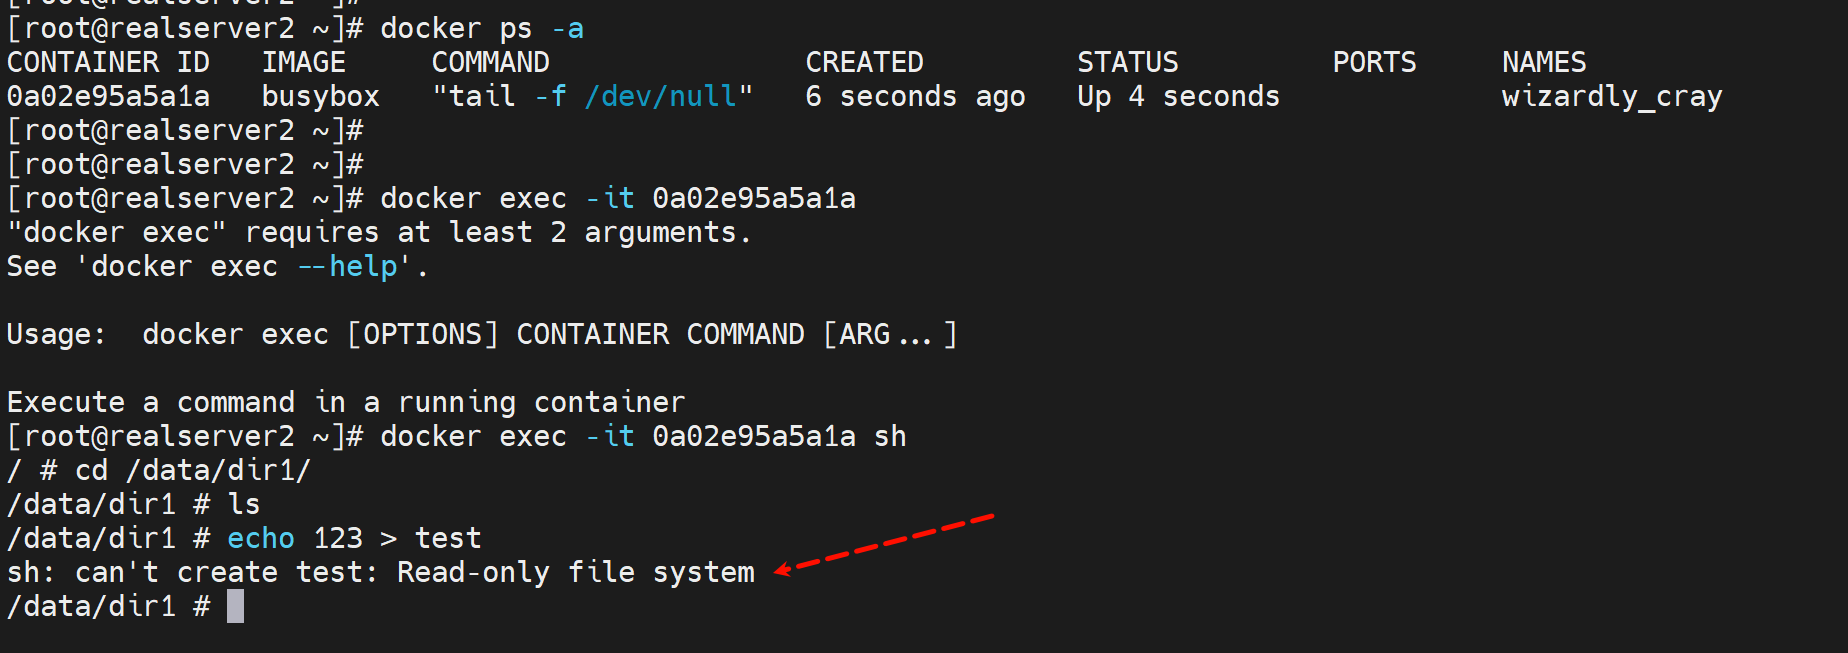 [root@realserver2 ~]#
[root@realserver2 ~]# docker ps -a
CONTAINER ID   IMAGE     COMMAND               CREATED         STATUS         PORTS     NAMES
0a02e95a5a1a   busybox   "tail -f /dev/null"   6 seconds ago   Up 4 seconds             wizardly_cray
[root@realserver2 ~]#
[root@realserver2 ~]#
[root@realserver2 ~]# docker exec -it 0a02e95a5a1a
"docker exec" requires at least 2 arguments.
See 'docker exec --help'.
Usage:  docker exec [OPTIONS] CONTAINER COMMAND [ARG...]
Execute a command in a running container
[root@realserver2 ~]# docker exec -it 0a02e95a5a1a sh
/ # cd /data/dir1/
/data/dir1 # ls
/data/dir1 # echo 123 > test
sh: can't create test: Read-only file system
/data/dir1 #